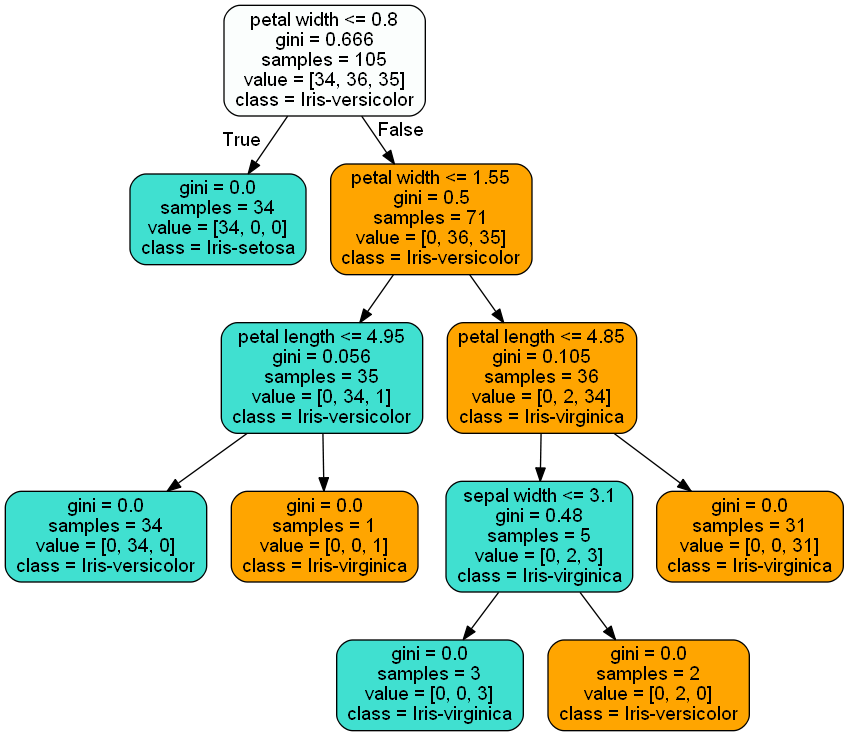 petal width <= 0.8
gini = 0.666
samples = 105
value = [34, 36, 35]
class = Iris-versicolor
True
False
gini = 0.0
samples = 34
value = [34, 0, 0]
class = Iris-setosa
petal width <= 1.55
gini = 0.5
samples = 71
value = [0, 36, 35]
class = Iris-versicolor
petal length <= 4.95
gini = 0.056
samples = 35
value = [0, 34, 1]
class = Iris-versicolor
petal length <= 4.85
gini = 0.105
samples = 36
value = [0, 2, 34]
class = Iris-virginica
gini = 0.0
samples = 34
value = [0, 34, 0]
class = Iris-versicolor
gini = 0.0
samples = 1
value = [0, 0, 1]
class = Iris-virginica
sepal width <= 3.1
gini = 0.48
samples = 5
value = [0, 2, 3]
class = Iris-virginica
gini = 0.0
samples = 31
value = [0, 0, 31]
class = Iris-virginica
gini = 0.0
samples = 3
value = [0, 0, 3]
class = Iris-virginica
gini = 0.0
samples = 2
value = [0, 2, 0]
class = Iris-versicolor